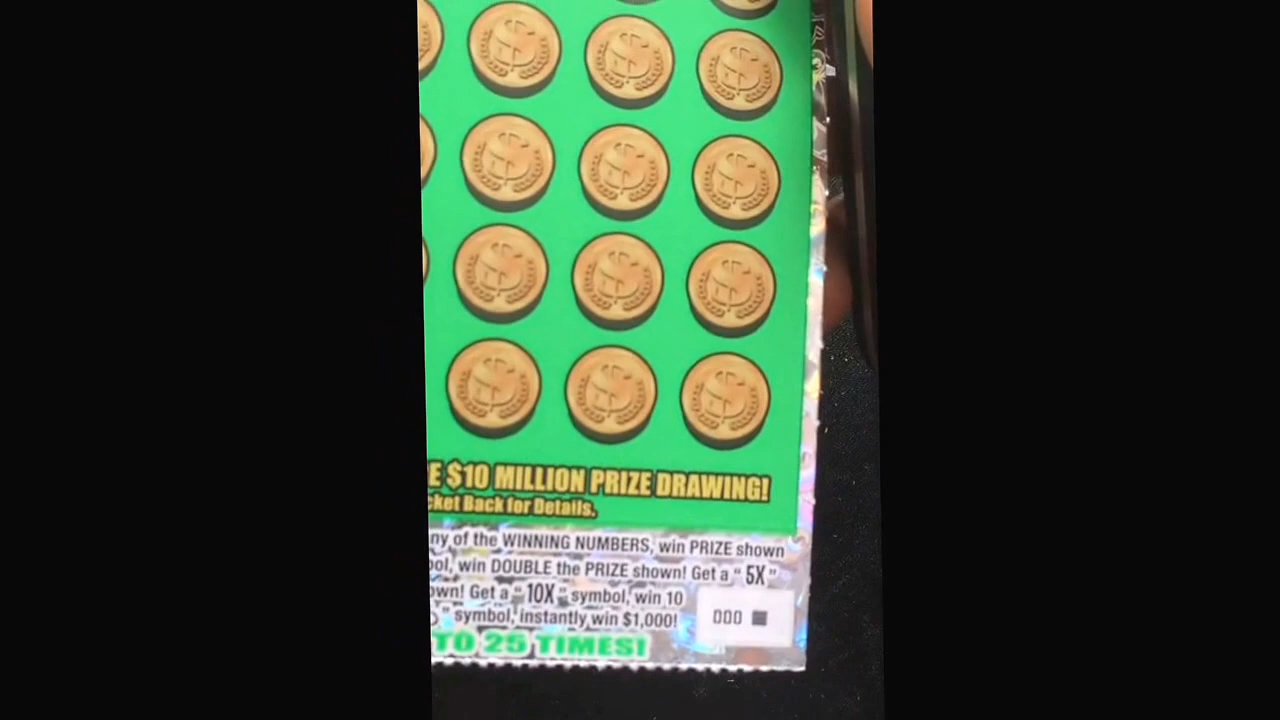 E $10 MILLION PRIZE DRAWING!
cket Back for Details.
ny of the WINNING NUMBERS, win PRIZE shown
ol, win DOUBLE the PRIZE shown! Get a " 5X "
own! Get a " 10X " symbol, win 10
" symbol, instantly win $1,000!
TO 25 TIMES!
000